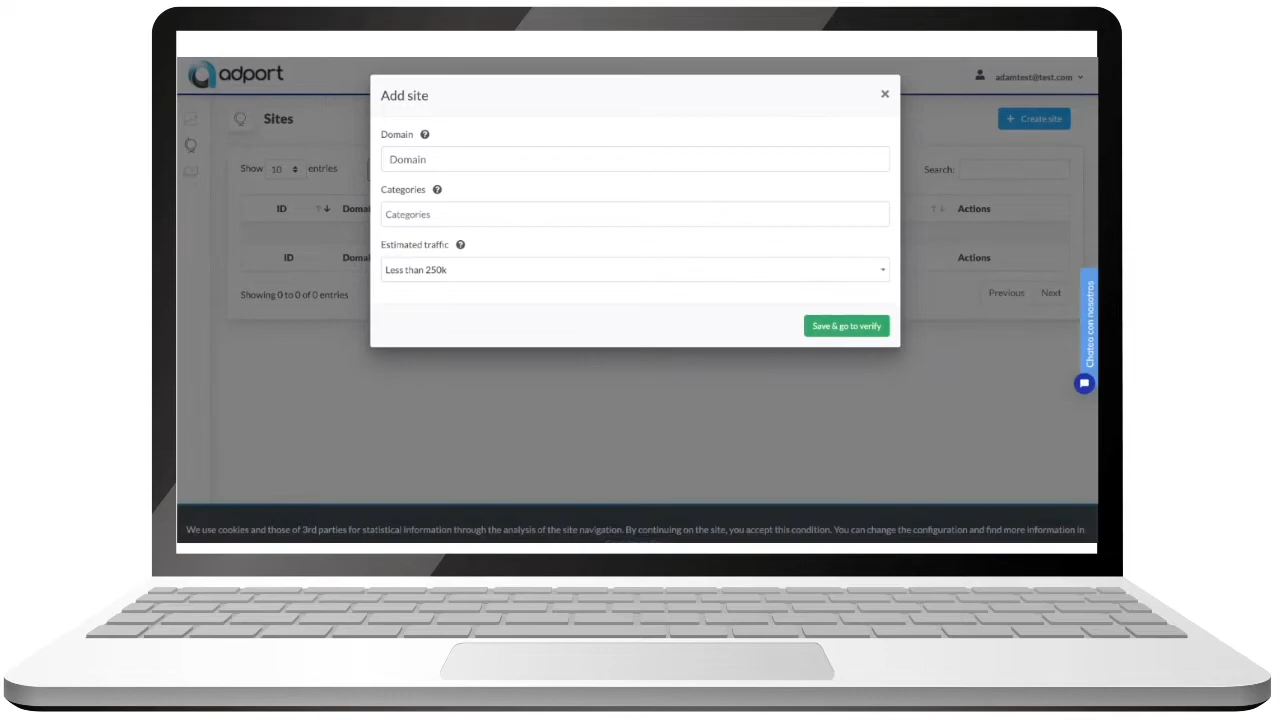 adport
adamtest@test.com
Sites
+ Create site
Show 10 entries
Search:
ID Domai Actions
ID Domai Actions
Showing 0 to 0 of 0 entries
Previous Next
Add site
×
Domain ?
Domain
Categories ?
Categories
Estimated traffic ?
Less than 250k
Save & go to verify
Chatea con nosotros
We use cookies and those of 3rd parties for statistical information through the analysis of the site navigation. By continuing on the site, you accept this condition. You can change the configuration and find more information in